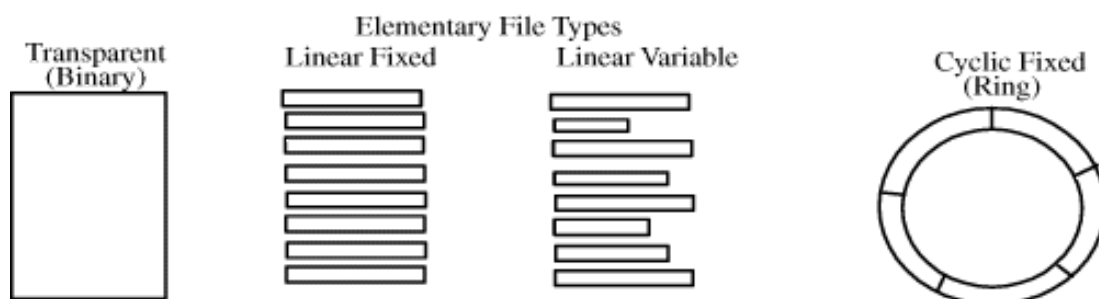 Elementary File Types
Transparent
(Binary)
Linear Fixed
Linear Variable
Cyclic Fixed
(Ring)